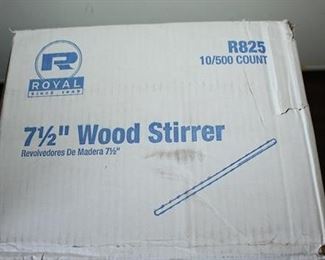 R
ROYAL
R825
10/500 COUNT
7½" Wood Stirrer
Revolvedores De Madera 7½"